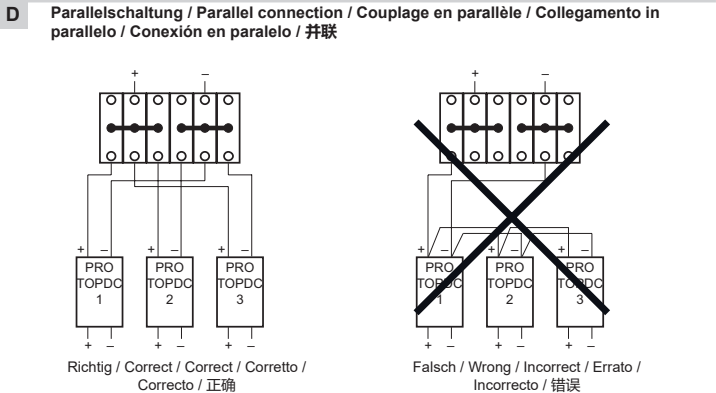 D
Parallelschaltung / Parallel connection / Couplage en parallèle / Collegamento in
parallelo / Conexión en paralelo / 并联
+ –
+ – + – + –
PRO
TOPDC
1
PRO
TOPDC
2
PRO
TOPDC
3
+ – + – + –
Richtig / Correct / Correct / Corretto /
Correcto / 正确
+ –
+ – + – + –
PRO
TOPDC
1
PRO
TOPDC
2
PRO
TOPDC
3
+ – + – + –
Falsch / Wrong / Incorrect / Errato /
Incorrecto / 错误